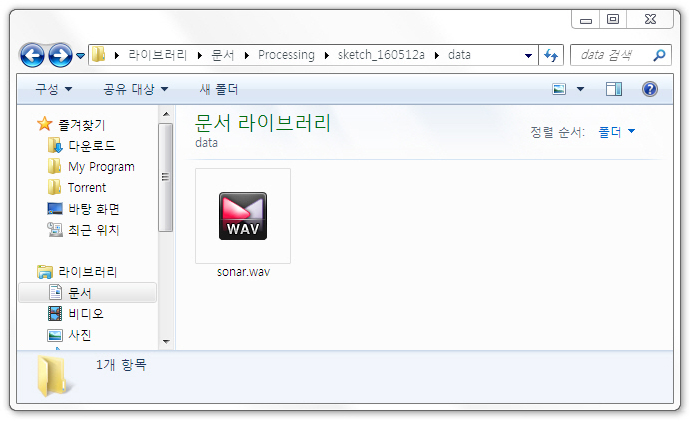 라이브러리 ▸ 문서 ▸ Processing ▸ sketch_160512a ▸ data
data 검색
구성 공유 대상 새 폴더
즐겨찾기
다운로드
My Program
Torrent
바탕 화면
최근 위치
라이브러리
문서
비디오
사진
문서 라이브러리
data
정렬 순서: 폴더
WAV
sonar.wav
1개 항목